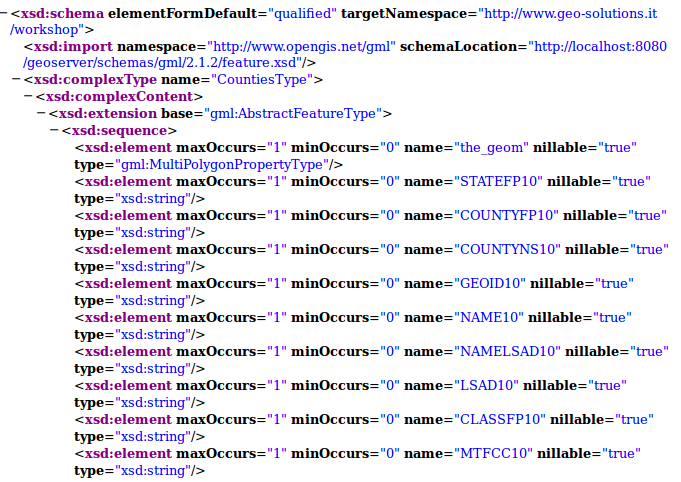 −<xsd:schema elementFormDefault="qualified" targetNamespace="http://www.geo-solutions.it
/workshop">
<xsd:import namespace="http://www.opengis.net/gml" schemaLocation="http://localhost:8080
/geoserver/schemas/gml/2.1.2/feature.xsd"/>
−<xsd:complexType name="CountiesType">
−<xsd:complexContent>
−<xsd:extension base="gml:AbstractFeatureType">
−<xsd:sequence>
<xsd:element maxOccurs="1" minOccurs="0" name="the_geom" nillable="true"
type="gml:MultiPolygonPropertyType"/>
<xsd:element maxOccurs="1" minOccurs="0" name="STATEFP10" nillable="true"
type="xsd:string"/>
<xsd:element maxOccurs="1" minOccurs="0" name="COUNTYFP10" nillable="true"
type="xsd:string"/>
<xsd:element maxOccurs="1" minOccurs="0" name="COUNTYNS10" nillable="true"
type="xsd:string"/>
<xsd:element maxOccurs="1" minOccurs="0" name="GEOID10" nillable="true"
type="xsd:string"/>
<xsd:element maxOccurs="1" minOccurs="0" name="NAME10" nillable="true"
type="xsd:string"/>
<xsd:element maxOccurs="1" minOccurs="0" name="NAMELSAD10" nillable="true"
type="xsd:string"/>
<xsd:element maxOccurs="1" minOccurs="0" name="LSAD10" nillable="true"
type="xsd:string"/>
<xsd:element maxOccurs="1" minOccurs="0" name="CLASSFP10" nillable="true"
type="xsd:string"/>
<xsd:element maxOccurs="1" minOccurs="0" name="MTFCC10" nillable="true"
type="xsd:string"/>